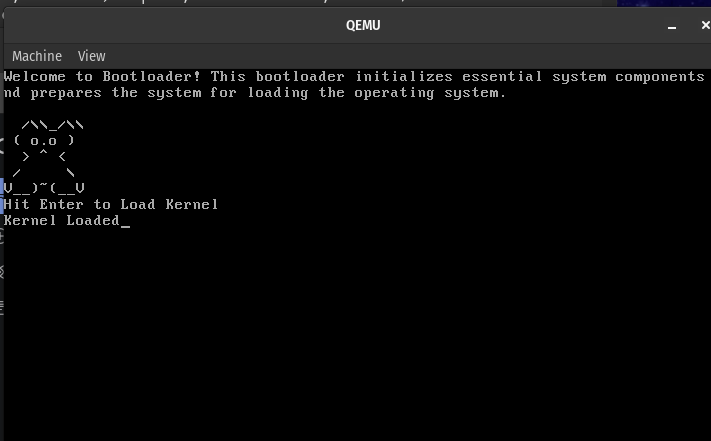 QEMU
Machine View
Welcome to Bootloader! This bootloader initializes essential system components
nd prepares the system for loading the operating system.
  /\\_/\\
 ( o.o )
  > ^ <
 /     \
V__)~(__V
Hit Enter to Load Kernel
Kernel Loaded_